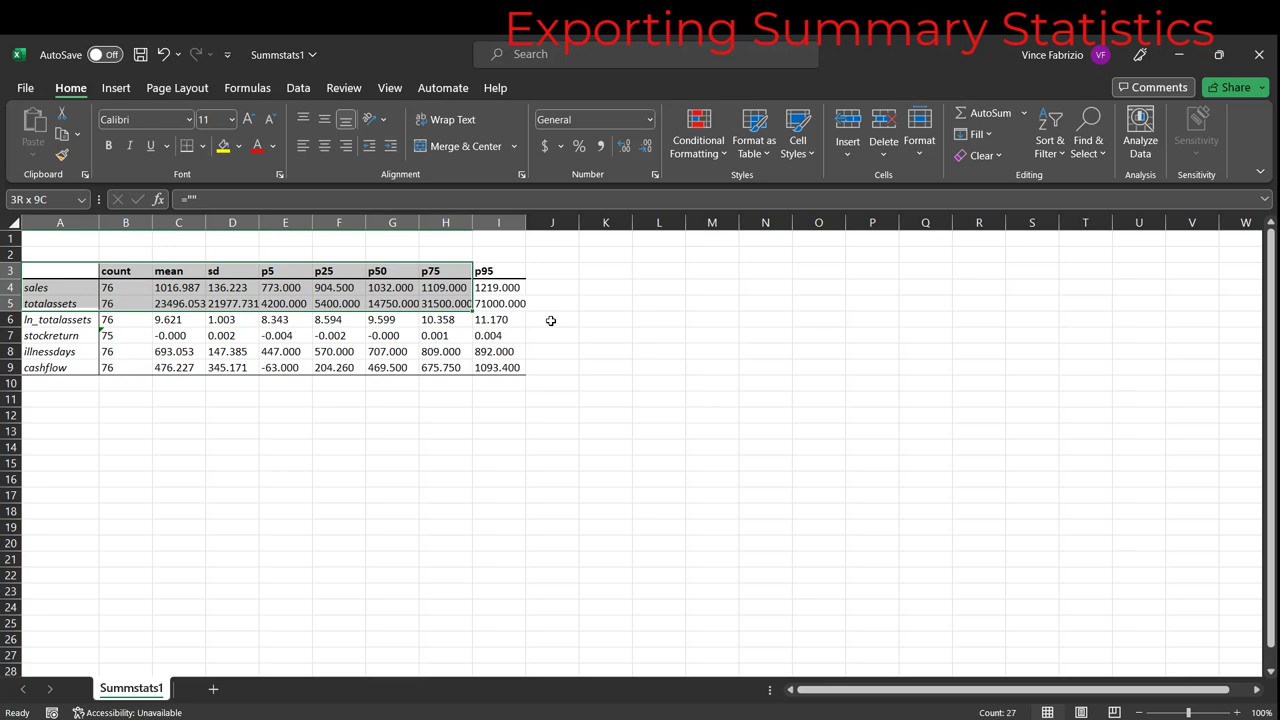 Exporting Summary Statistics
AutoSave Off Summstats1 Search Vince Fabrizio VF
File Home Insert Page Layout Formulas Data Review View Automate Help Comments Share
Paste Calibri 11 Wrap Text General Conditional Formatting Format as Table Cell Styles Insert Delete Format AutoSum Sort & Filter Find & Select Analyze Data Sensitivity
B I U A Merge & Center $ % Fill Clear
Clipboard Font Alignment Number Styles Cells Editing Analysis Sensitivity
3R x 9C fx =""
A B C D E F G H I J K L M N O P Q R S T U V W
1
2
3 count mean sd p5 p25 p50 p75 p95
4 sales 76 1016.987 136.223 773.000 904.500 1032.000 1109.000 1219.000
5 totalassets 76 23496.053 21977.731 4200.000 5400.000 14750.000 31500.000 71000.000
6 ln_totalassets 76 9.621 1.003 8.343 8.594 9.599 10.358 11.170
7 stockreturn 75 -0.000 0.002 -0.004 -0.002 -0.000 0.001 0.004
8 illnessdays 76 693.053 147.385 447.000 570.000 707.000 809.000 892.000
9 cashflow 76 476.227 345.171 -63.000 204.260 469.500 675.750 1093.400
10
11
12
13
14
15
16
17
18
19
20
21
22
23
24
25
26
27
28
Summstats1
Ready Accessibility: Unavailable Count: 27 100%